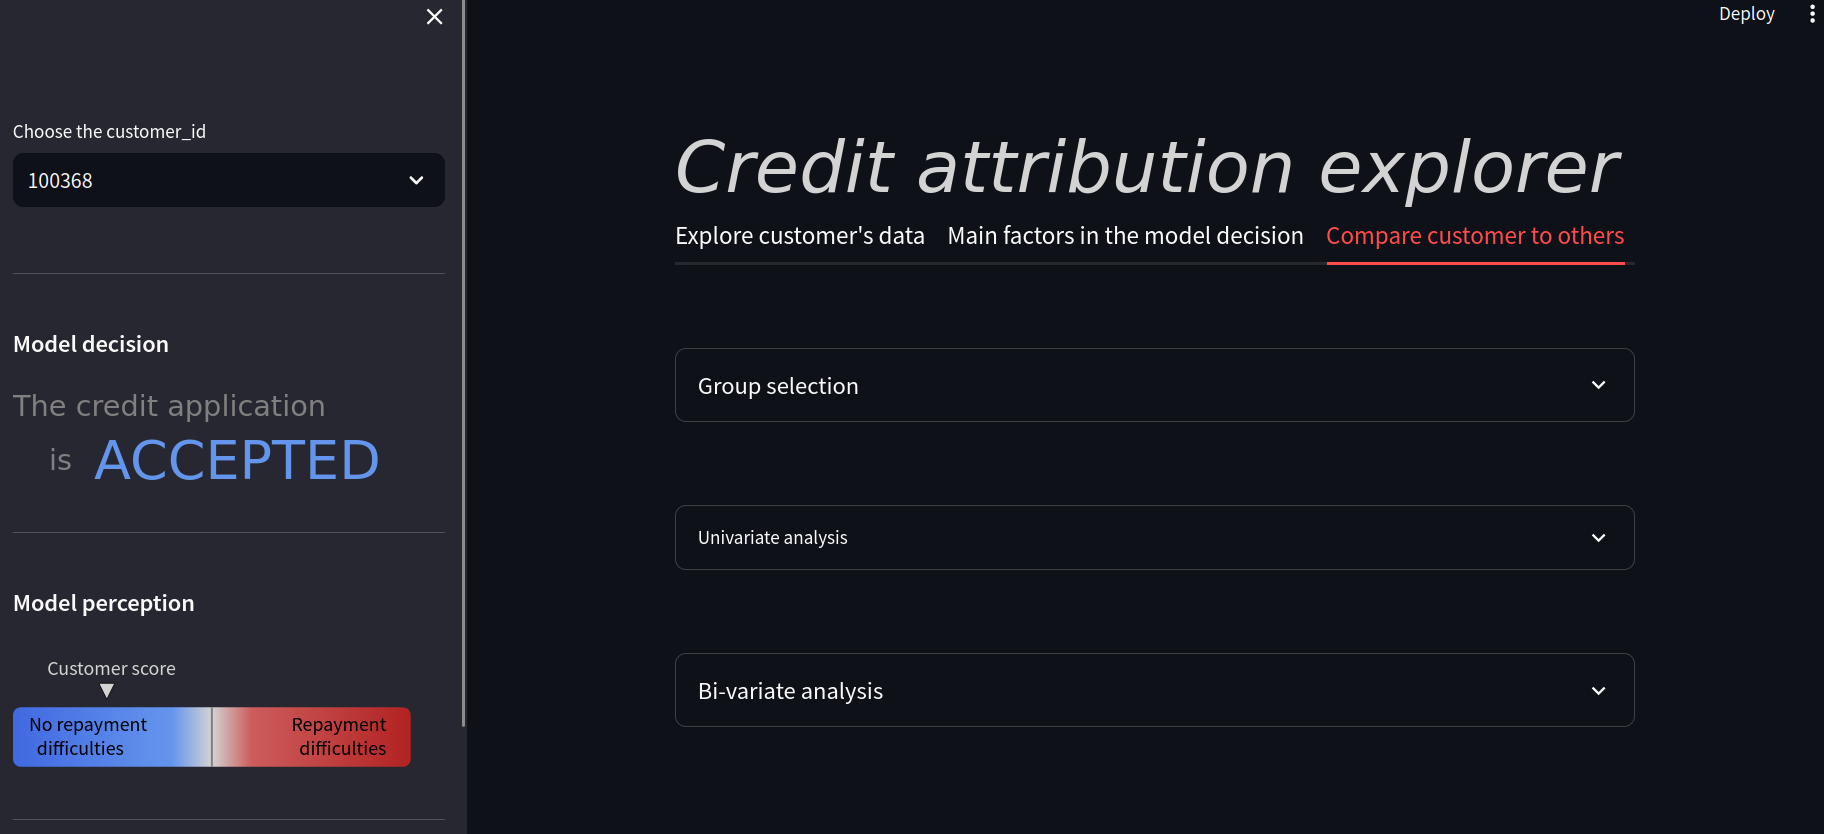 Choose the customer_id
100368
Model decision
The credit application
is ACCEPTED
Model perception
Customer score
No repayment
difficulties
Repayment
difficulties
Deploy
Credit attribution explorer
Explore customer's data
Main factors in the model decision
Compare customer to others
Group selection
Univariate analysis
Bi-variate analysis